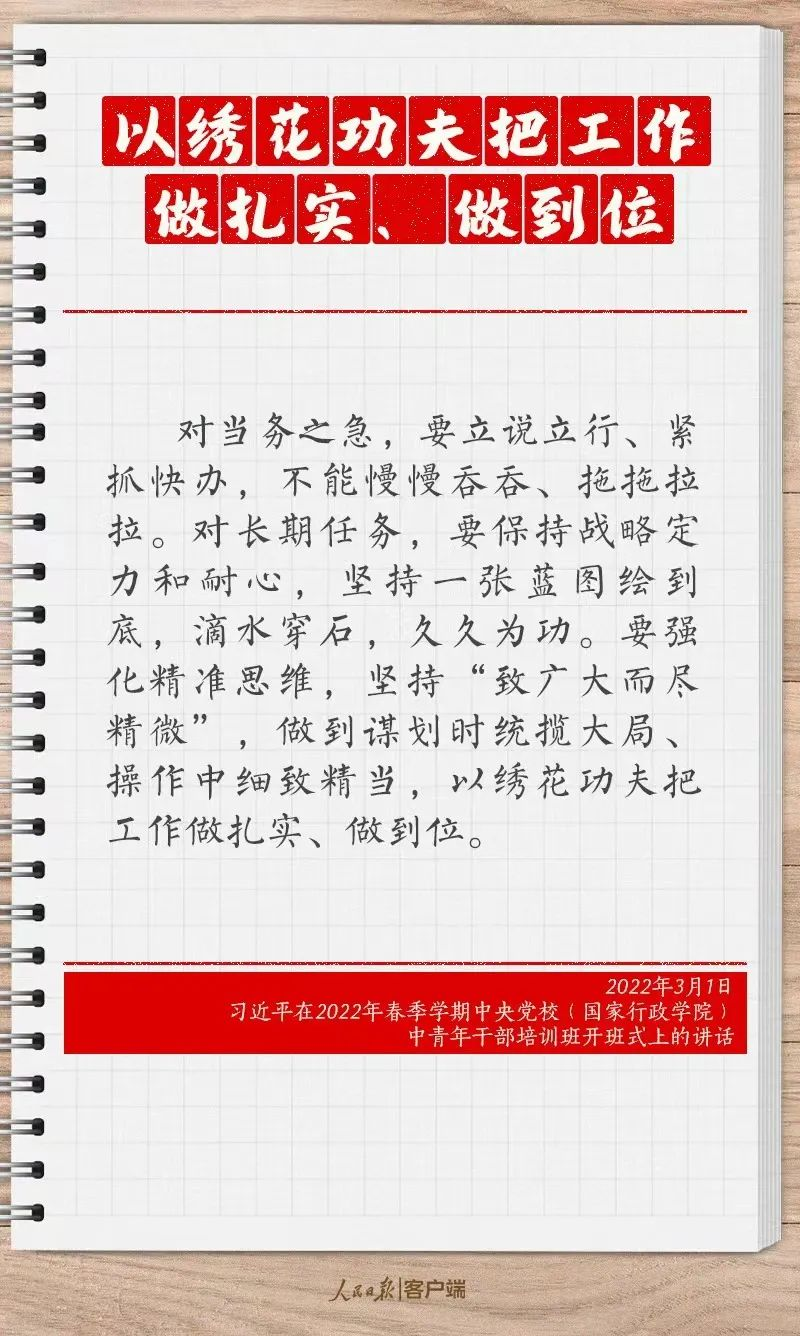 以绣花功夫把工作
做扎实、做到位
对当务之急，要立说立行、紧
抓快办，不能慢慢吞吞、拖拖拉
拉。对长期任务，要保持战略定
力和耐心，坚持一张蓝图绘到
底，滴水穿石，久久为功。要强
化精准思维，坚持“致广大而尽
精微”，做到谋划时统揽大局、
操作中细致精当，以绣花功夫把
工作做扎实、做到位。
2022年3月1日
习近平在2022年春季学期中央党校（国家行政学院）
中青年干部培训班开班式上的讲话
人民日报|客户端